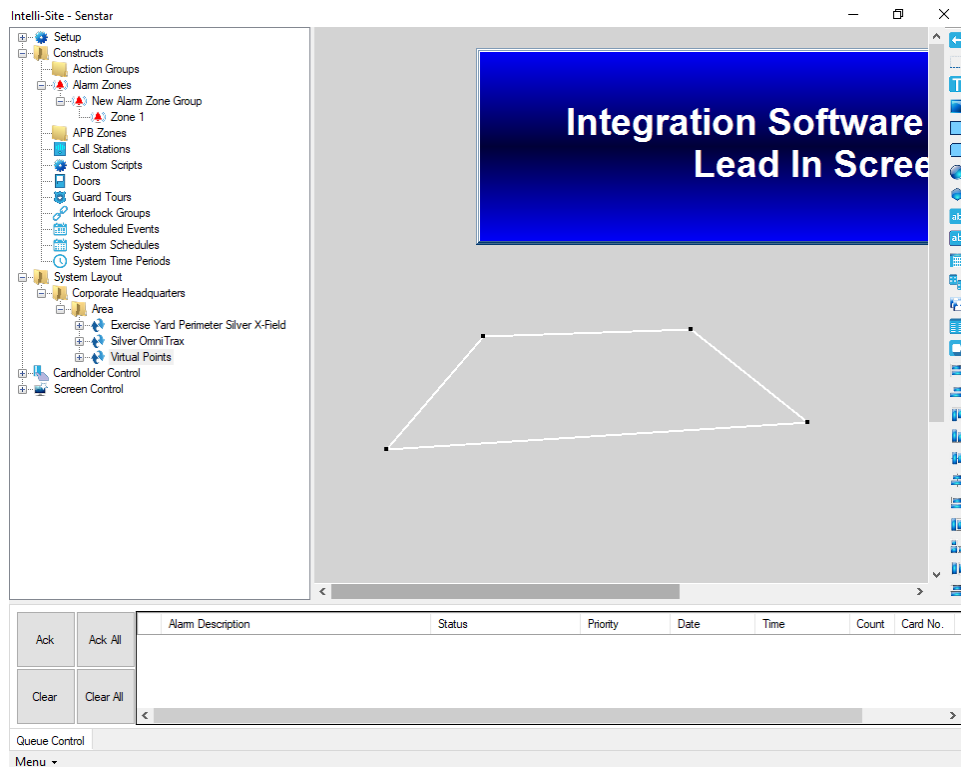 Intelli-Site - Senstar
Setup
Constructs
Action Groups
Alarm Zones
New Alarm Zone Group
Zone 1
APB Zones
Call Stations
Custom Scripts
Doors
Guard Tours
Interlock Groups
Scheduled Events
System Schedules
System Time Periods
System Layout
Corporate Headquarters
Area
Exercise Yard Perimeter Silver X-Field
Silver OmniTrax
Virtual Points
Cardholder Control
Screen Control
Integration Software
Lead In Scree
Ack
Ack All
Clear
Clear All
Alarm Description Status Priority Date Time Count Card No.
Queue Control
Menu